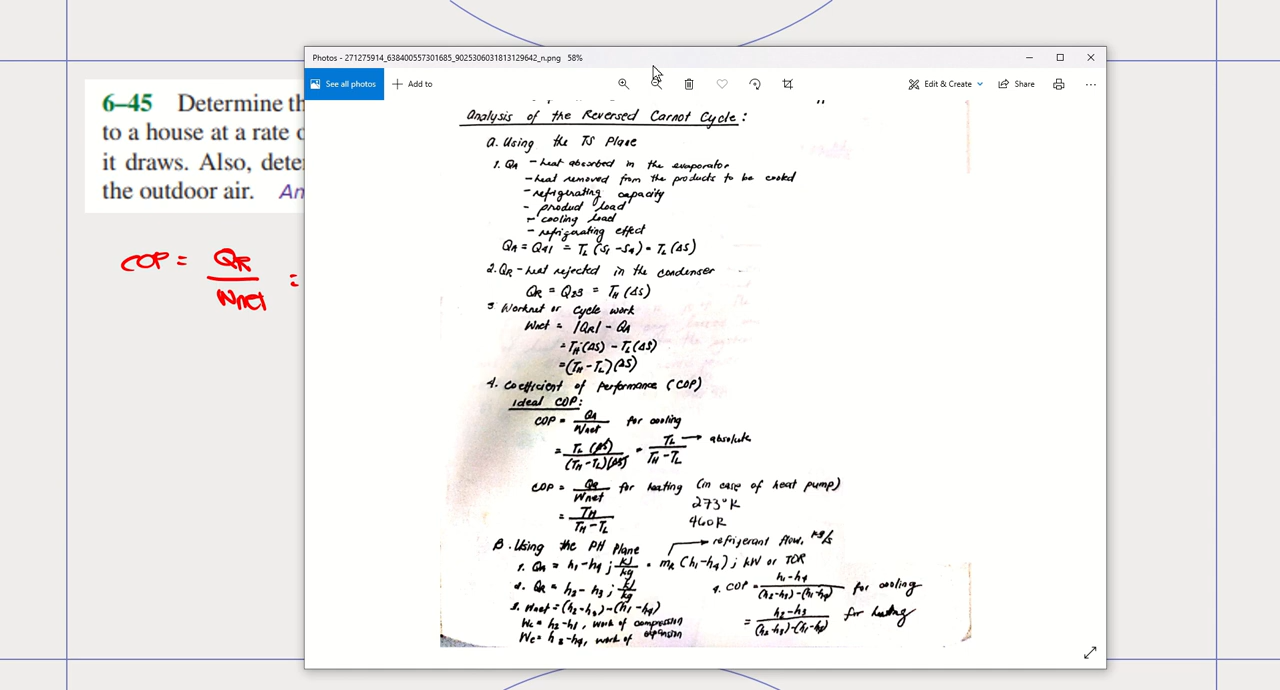 Photos - 271275914_638400557301685_9025306031813129642_n.png 58%
See all photos
Add to
Edit & Create
Share
6–45 Determine th
to a house at a rate o
it draws. Also, dete
the outdoor air. An
COP = QR / Wnet =
Analysis of the Reversed Carnot Cycle:
A. Using the TS Plane
1. QA - heat absorbed in the evaporator
- heat removed from the products to be cooled
- refrigerating capacity
- product load
- cooling load
- refrigerating effect
QA = Q41 = TL (S1 - S4) = TL (ΔS)
2. QR - heat rejected in the condenser
QR = Q23 = TH (ΔS)
3. Worknet or Cycle work
Wnet = |QR| - QA
= TH (ΔS) - TL (ΔS)
= (TH - TL) (ΔS)
4. Coefficient of Performance (COP)
Ideal COP:
COP = QA / Wnet for cooling
= TL (ΔS) / (TH - TL)(ΔS) = TL / TH - TL → absolute
COP = QR / Wnet for heating (in case of heat pump)
= TH / TH - TL
273°K
460R
B. Using the PH Plane
→ refrigerant flow, kg/s
1. QA = h1 - h4 ; kJ/kg = mR (h1 - h4) ; kW or TOR
2. QR = h2 - h3 ; kJ/kg
3. Wnet = (h2 - h3) - (h1 - h4)
Wc = h2 - h1, work of compression
We = h3 - h4, work of expansion
4. COP = h1 - h4 / (h2 - h3) - (h1 - h4) for cooling
= h2 - h3 / (h2 - h3) - (h1 - h4) for heating